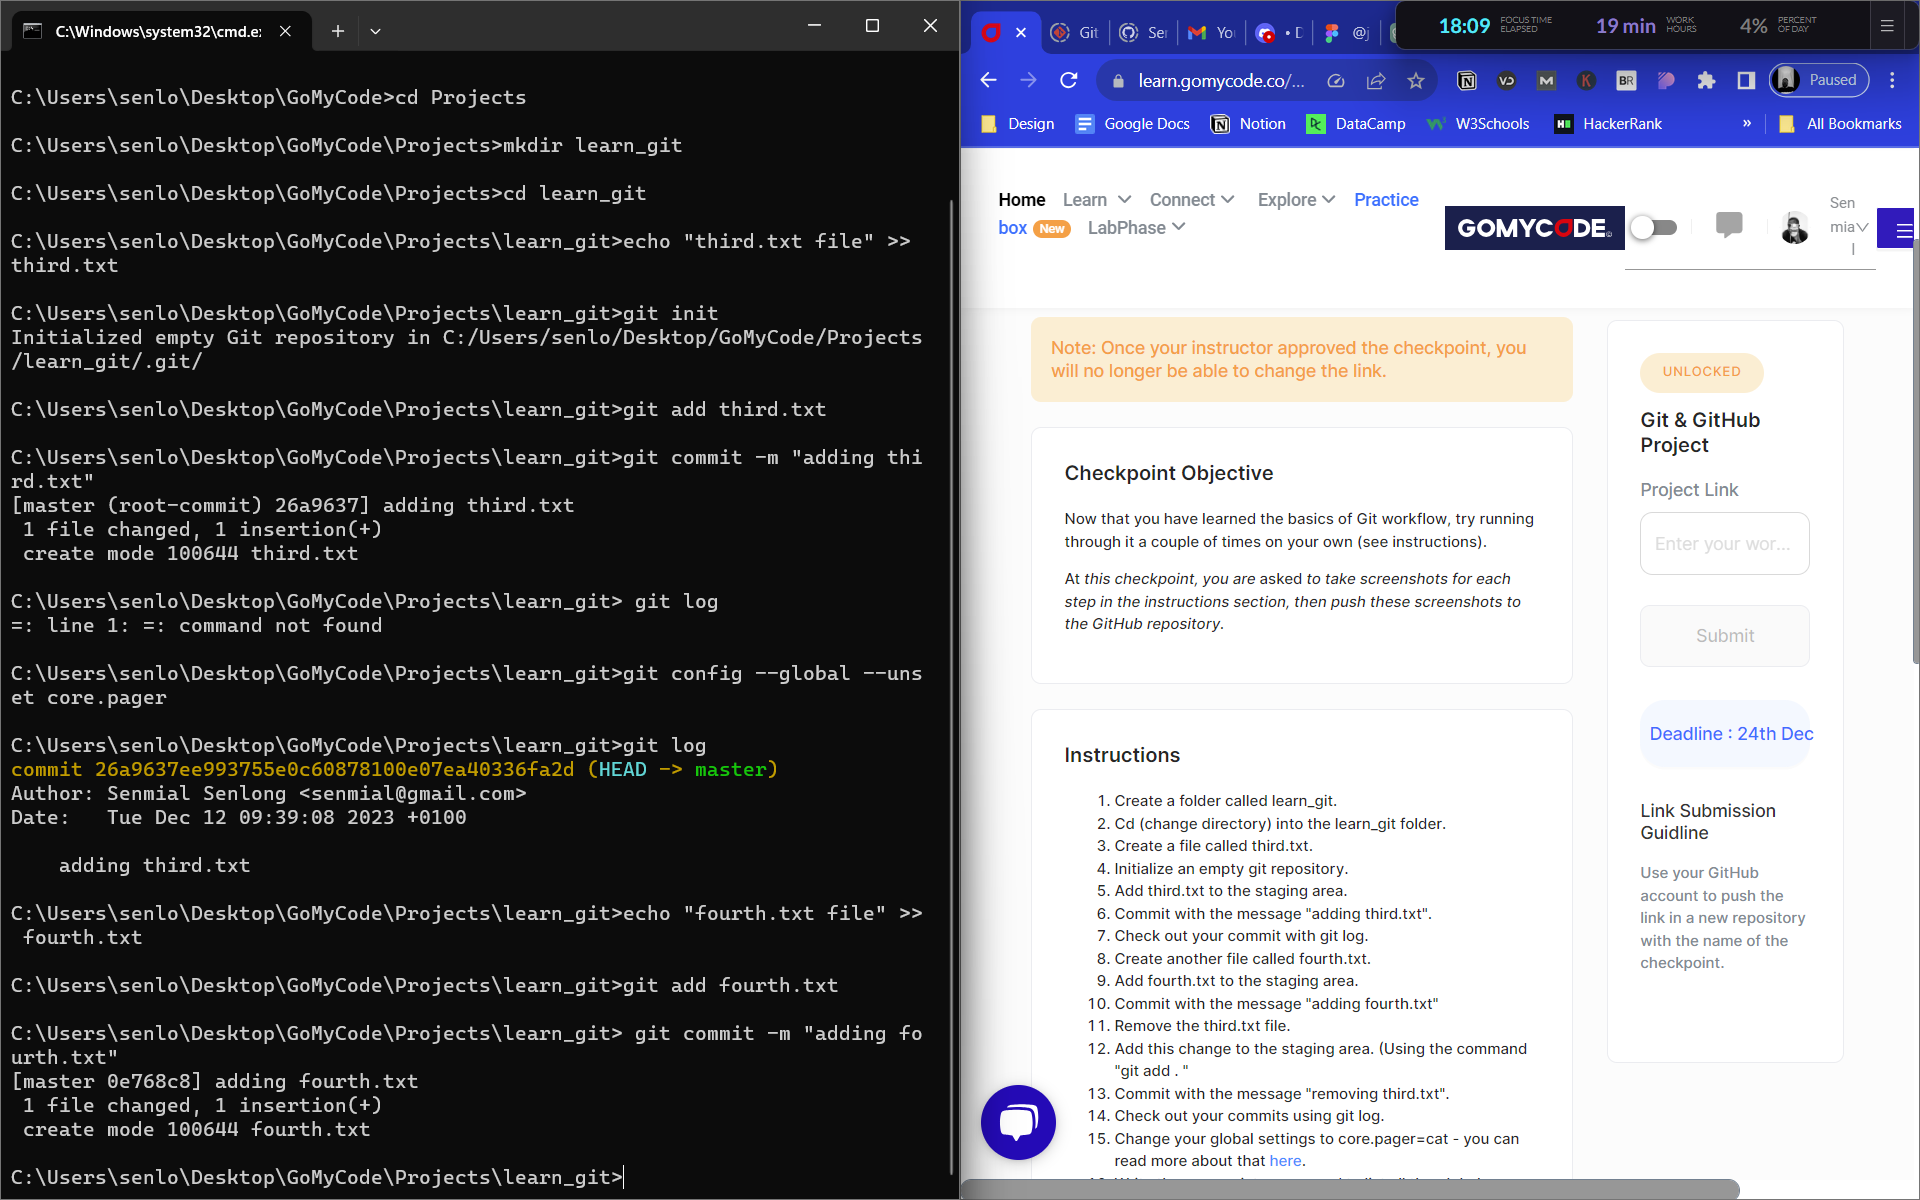 C:\Windows\system32\cmd.e
C:\Users\senlo\Desktop\GoMyCode>cd Projects
C:\Users\senlo\Desktop\GoMyCode\Projects>mkdir learn_git
C:\Users\senlo\Desktop\GoMyCode\Projects>cd learn_git
C:\Users\senlo\Desktop\GoMyCode\Projects\learn_git>echo "third.txt file" >>
third.txt
C:\Users\senlo\Desktop\GoMyCode\Projects\learn_git>git init
Initialized empty Git repository in C:/Users/senlo/Desktop/GoMyCode/Projects
/learn_git/.git/
C:\Users\senlo\Desktop\GoMyCode\Projects\learn_git>git add third.txt
C:\Users\senlo\Desktop\GoMyCode\Projects\learn_git>git commit -m "adding thi
rd.txt"
[master (root-commit) 26a9637] adding third.txt
 1 file changed, 1 insertion(+)
 create mode 100644 third.txt
C:\Users\senlo\Desktop\GoMyCode\Projects\learn_git> git log
=: line 1: =: command not found
C:\Users\senlo\Desktop\GoMyCode\Projects\learn_git>git config --global --uns
et core.pager
C:\Users\senlo\Desktop\GoMyCode\Projects\learn_git>git log
commit 26a9637ee993755e0c60878100e07ea40336fa2d (HEAD -> master)
Author: Senmial Senlong <senmial@gmail.com>
Date:   Tue Dec 12 09:39:08 2023 +0100
    adding third.txt
C:\Users\senlo\Desktop\GoMyCode\Projects\learn_git>echo "fourth.txt file" >>
 fourth.txt
C:\Users\senlo\Desktop\GoMyCode\Projects\learn_git>git add fourth.txt
C:\Users\senlo\Desktop\GoMyCode\Projects\learn_git> git commit -m "adding fo
urth.txt"
[master 0e768c8] adding fourth.txt
 1 file changed, 1 insertion(+)
 create mode 100644 fourth.txt
C:\Users\senlo\Desktop\GoMyCode\Projects\learn_git>
Git
Ser
Yo
18:09 FOCUS TIME ELAPSED 19 min WORK HOURS 4% PERCENT OF DAY
learn.gomycode.co/...
VD M K BR
Paused
Design Google Docs Notion DataCamp W3Schools HackerRank » All Bookmarks
Home Learn Connect Explore Practice
box New LabPhase
GOMYCODE
Sen
mia
l
Note: Once your instructor approved the checkpoint, you
will no longer be able to change the link.
Checkpoint Objective
Now that you have learned the basics of Git workflow, try running
through it a couple of times on your own (see instructions).
At this checkpoint, you are asked to take screenshots for each
step in the instructions section, then push these screenshots to
the GitHub repository.
Instructions
1. Create a folder called learn_git.
2. Cd (change directory) into the learn_git folder.
3. Create a file called third.txt.
4. Initialize an empty git repository.
5. Add third.txt to the staging area.
6. Commit with the message "adding third.txt".
7. Check out your commit with git log.
8. Create another file called fourth.txt.
9. Add fourth.txt to the staging area.
10. Commit with the message "adding fourth.txt"
11. Remove the third.txt file.
12. Add this change to the staging area. (Using the command
"git add . "
13. Commit with the message "removing third.txt".
14. Check out your commits using git log.
15. Change your global settings to core.pager=cat - you can
read more about that here.
UNLOCKED
Git & GitHub
Project
Project Link
Enter your wor...
Submit
Deadline : 24th Dec
Link Submission
Guidline
Use your GitHub
account to push the
link in a new repository
with the name of the
checkpoint.